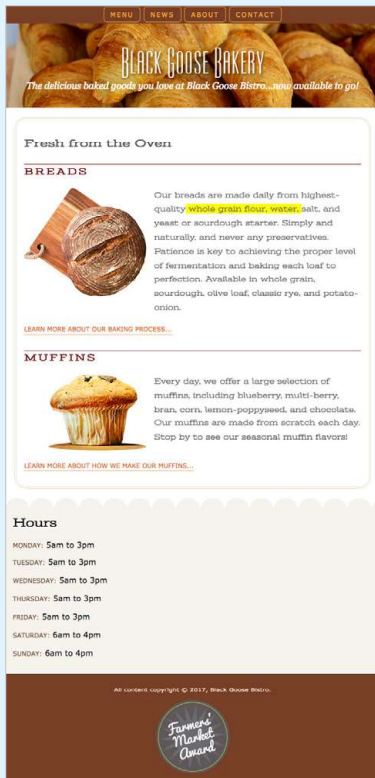 MENU NEWS ABOUT CONTACT
Black Goose Bakery
The delicious baked goods you love at Black Goose Bistro...now available to go!
Fresh from the Oven
BREADS
Our breads are made daily from highest-
quality whole grain flour, water, salt, and
yeast or sourdough starter. Simply and
naturally, and never any preservatives.
Patience is key to achieving the proper level
of fermentation and baking each loaf to
perfection. Available in whole grain,
sourdough, olive loaf, classic rye, and potato-
onion.
LEARN MORE ABOUT OUR BAKING PROCESS...
MUFFINS
Every day, we offer a large selection of
muffins, including blueberry, multi-berry,
bran, corn, lemon-poppyseed, and chocolate.
Our muffins are made from scratch each day.
Stop by to see our seasonal muffin flavors!
LEARN MORE ABOUT HOW WE MAKE OUR MUFFINS...
Hours
MONDAY: 5am to 3pm
TUESDAY: 5am to 3pm
WEDNESDAY: 5am to 3pm
THURSDAY: 5am to 3pm
FRIDAY: 5am to 3pm
SATURDAY: 6am to 4pm
SUNDAY: 6am to 4pm
All content copyright © 2017, Black Goose Bistro.
Farmers'
Market
Award